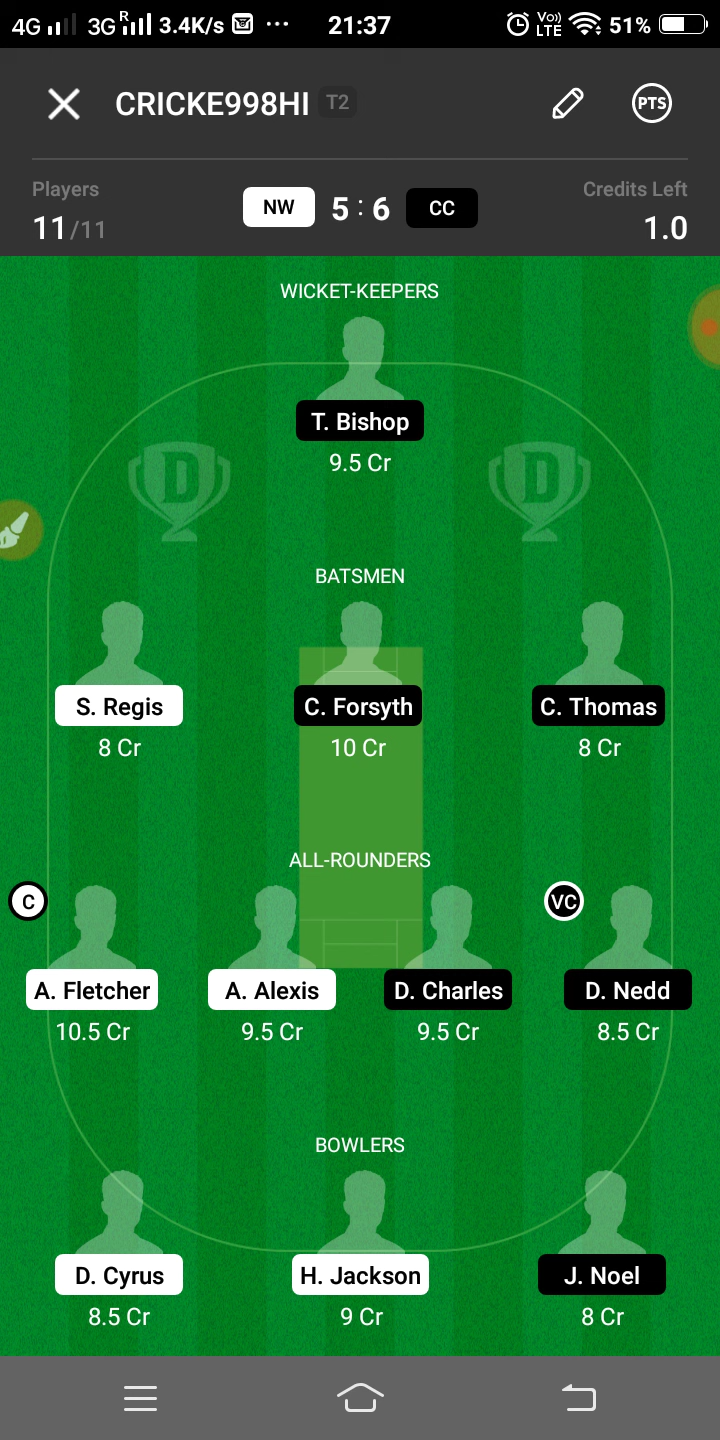 4G 3G R 3.4K/s ... 21:37 Vo)) LTE 51%
CRICKE998HI T2 PTS
Players NW 5 : 6 CC Credits Left
11/11 1.0
WICKET-KEEPERS
T. Bishop
9.5 Cr
D D
BATSMEN
S. Regis C. Forsyth C. Thomas
8 Cr 10 Cr 8 Cr
ALL-ROUNDERS
C VC
A. Fletcher A. Alexis D. Charles D. Nedd
10.5 Cr 9.5 Cr 9.5 Cr 8.5 Cr
BOWLERS
D. Cyrus H. Jackson J. Noel
8.5 Cr 9 Cr 8 Cr